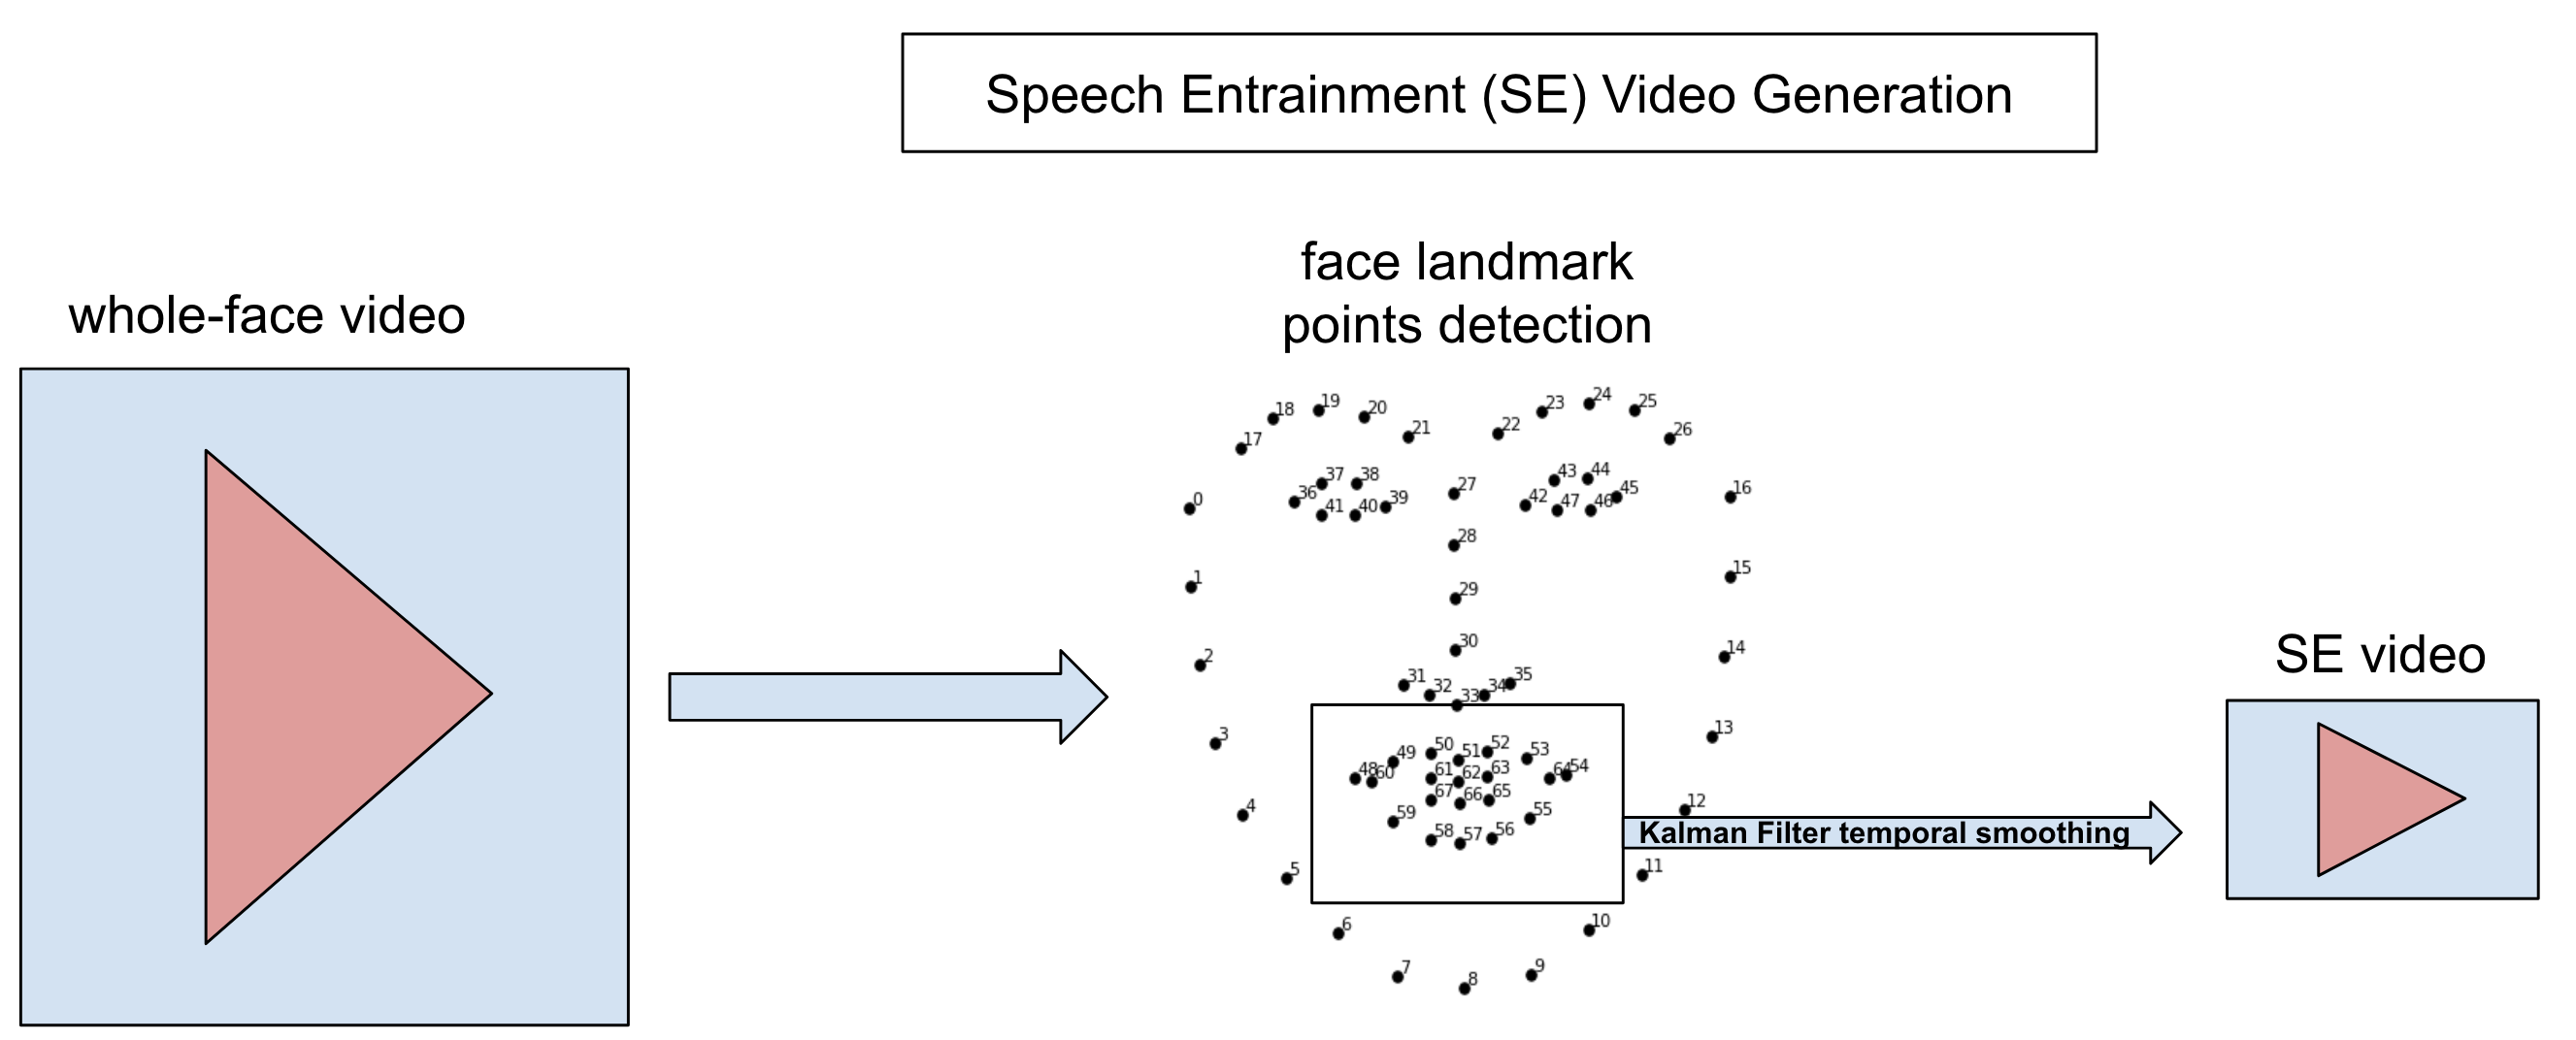 Speech Entrainment (SE) Video Generation
whole-face video
face landmark
points detection
SE video
18 19 20 21 22 23 24 25 26
17
0 36 37 38 39 41 40 27 42 43 44 45 47 46 16
28
1 29 15
2 30 14
31 32 33 34 35
3 13
48 60 49 50 51 52 53 64 54
61 62 63
67 66 65
4 59 58 57 56 55 12
Kalman Filter temporal smoothing
5 11
6 10
7 8 9